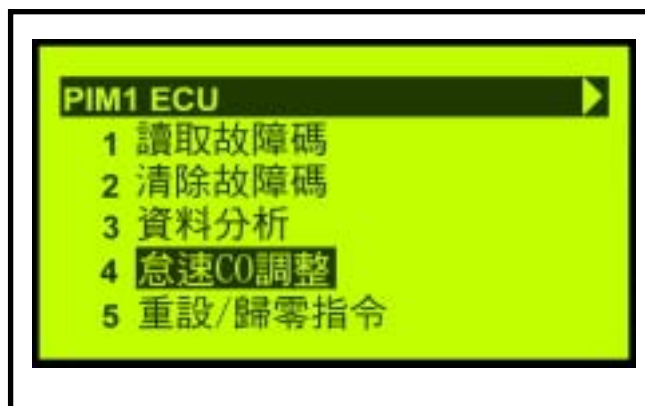 PIM1 ECU
1 讀取故障碼
2 清除故障碼
3 資料分析
4 怠速CO調整
5 重設/歸零指令